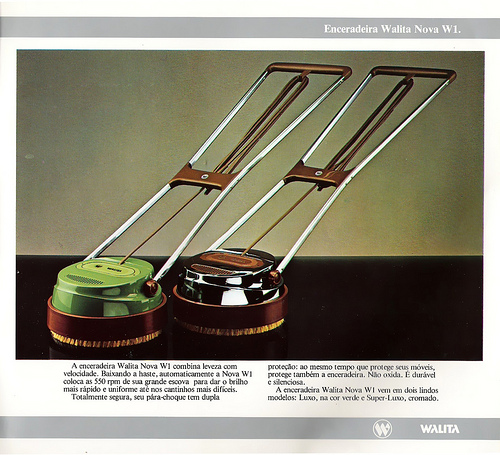 Enceradeira Walita Nova W1.
A enceradeira Walita Nova W1 combina leveza com
velocidade. Baixando a haste, automaticamente a Nova W1
coloca as 550 rpm de sua grande escova para dar o brilho
mais rápido e uniforme até nos cantinhos mais difíceis.
Totalmente segura, seu pára-choque tem dupla
proteção: ao mesmo tempo que protege seus móveis,
protege também a enceradeira. Não oxida. É durável
e silenciosa.
A enceradeira Walita Nova W1 vem em dois lindos
modelos: Luxo, na cor verde e Super-Luxo, cromado.
W WALITA